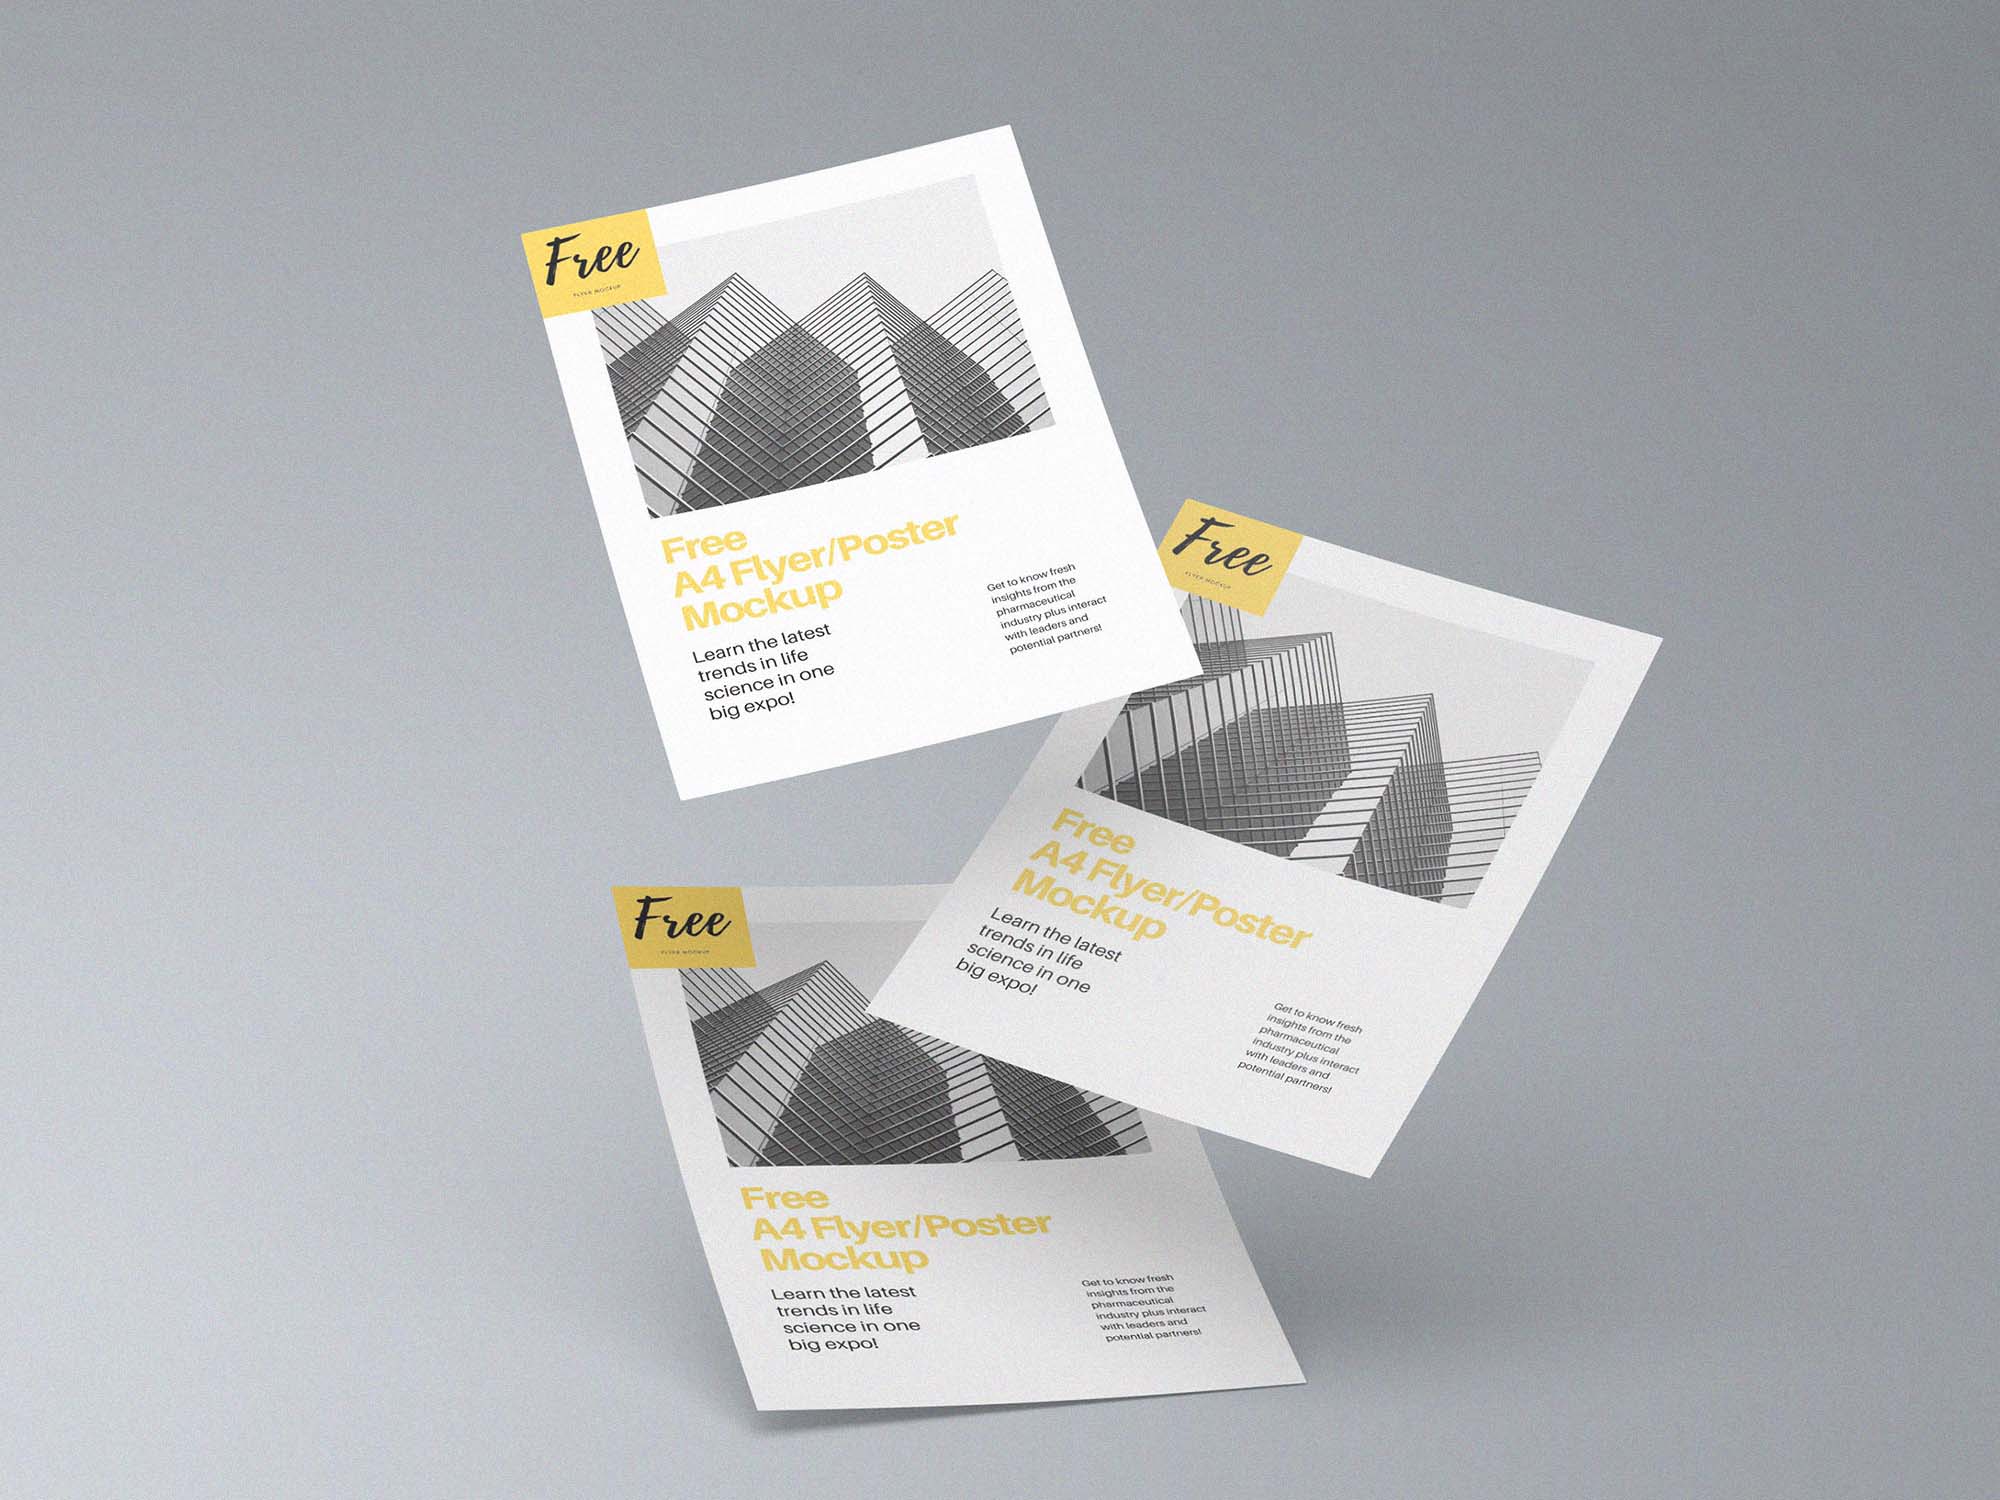 Free
FLYER MOCKUP
Free
A4 Flyer/Poster
Mockup
Learn the latest
trends in life
science in one
big expo!
Get to know fresh
insights from the
pharmaceutical
industry plus interact
with leaders and
potential partners!
Free
FLYER MOCKUP
Free
A4 Flyer/Poster
Mockup
Learn the latest
trends in life
science in one
big expo!
Get to know fresh
insights from the
pharmaceutical
industry plus interact
with leaders and
potential partners!
Free
FLYER MOCKUP
Free
A4 Flyer/Poster
Mockup
Learn the latest
trends in life
science in one
big expo!
Get to know fresh
insights from the
pharmaceutical
industry plus interact
with leaders and
potential partners!